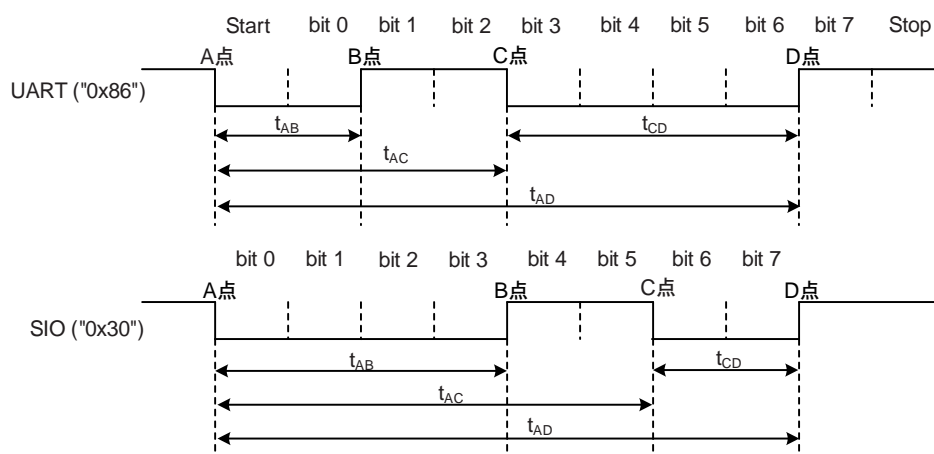 Start bit 0 bit 1 bit 2 bit 3 bit 4 bit 5 bit 6 bit 7 Stop
A点 B点 C点 D点
UART ("0x86")
tAB tCD
tAC
tAD
bit 0 bit 1 bit 2 bit 3 bit 4 bit 5 bit 6 bit 7
A点 B点 C点 D点
SIO ("0x30")
tAB tCD
tAC
tAD